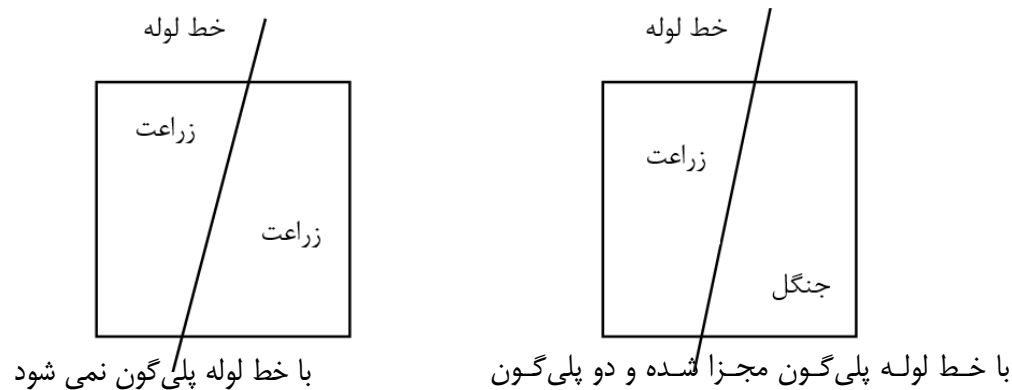 خط لوله
زراعت
جنگل
با خط لوله پلی‌گون مجزا شده و دو پلی‌گون
خط لوله
زراعت
زراعت
با خط لوله پلی‌گون نمی شود